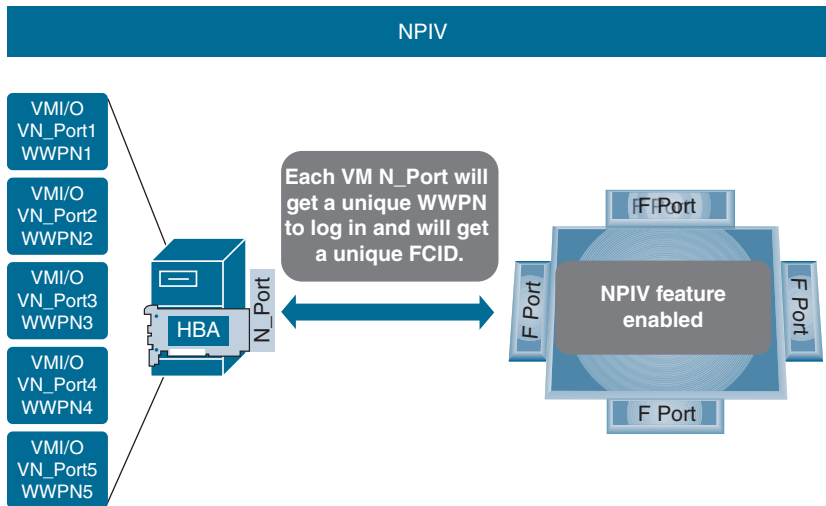 NPIV
VMI/O
VN_Port1
WWPN1
VMI/O
VN_Port2
WWPN2
VMI/O
VN_Port3
WWPN3
VMI/O
VN_Port4
WWPN4
VMI/O
VN_Port5
WWPN5
HBA
N_Port
Each VM N_Port will
get a unique WWPN
to log in and will get
a unique FCID.
F Port
F Port
NPIV feature
enabled
F Port
F Port